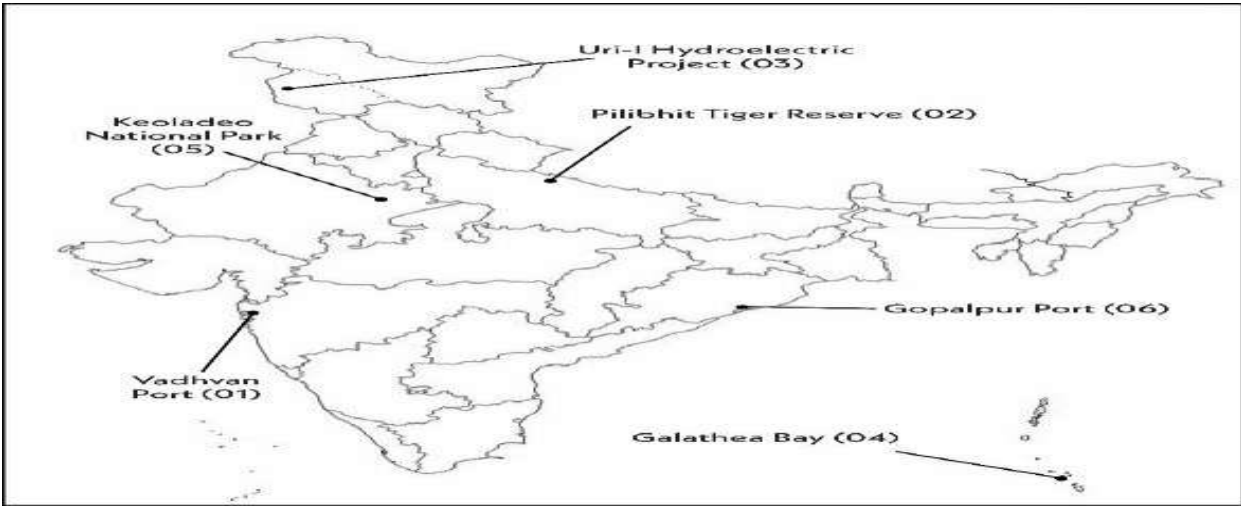 Uri-I Hydroelectric
Project (03)
Pilibhit Tiger Reserve (02)
Keoladeo
National Park
(05)
Gopalpur Port (06)
Vadhvan
Port (01)
Galathea Bay (04)